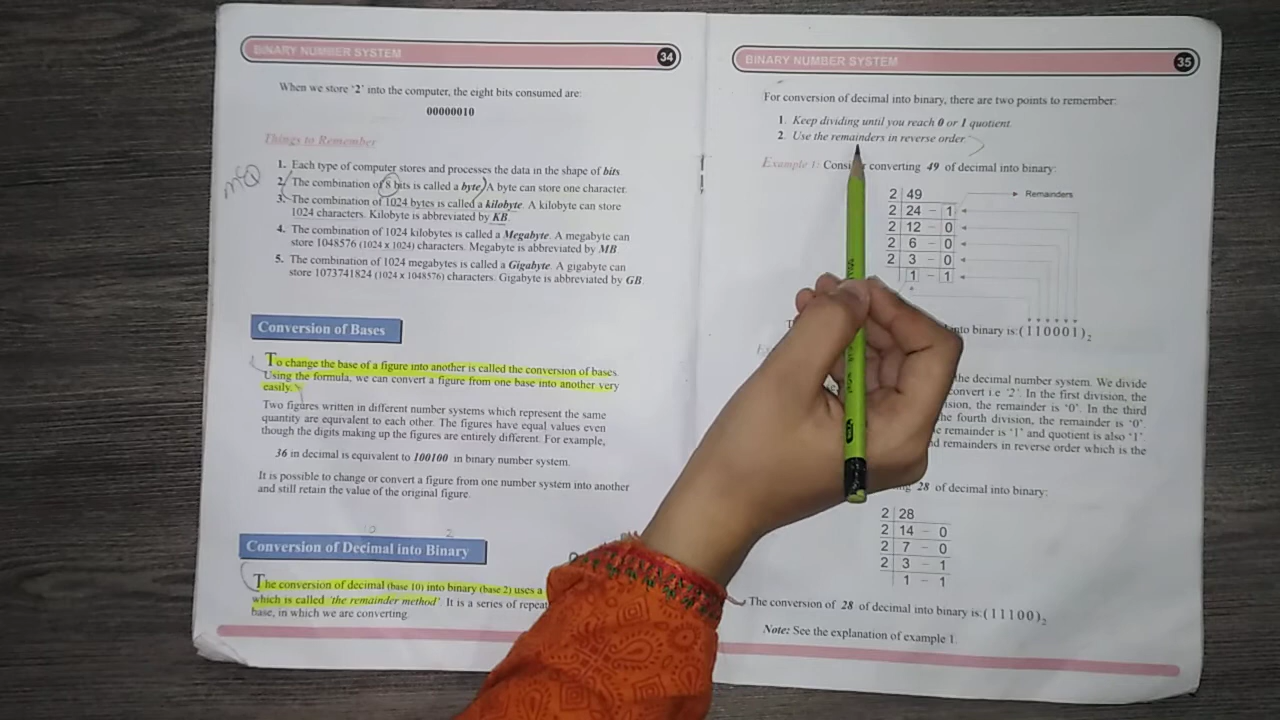 BINARY NUMBER SYSTEM 34
When we store '2' into the computer, the eight bits consumed are:
00000010
Things to Remember
1. Each type of computer stores and processes the data in the shape of bits
MCQ
2. The combination of 8 bits is called a byte. A byte can store one character.
3. The combination of 1024 bytes is called a kilobyte. A kilobyte can store
1024 characters. Kilobyte is abbreviated by KB.
4. The combination of 1024 kilobytes is called a Megabyte. A megabyte can
store 1048576 (1024 x 1024) characters. Megabyte is abbreviated by MB.
5. The combination of 1024 megabytes is called a Gigabyte. A gigabyte can
store 1073741824 (1024 x 1048576) characters. Gigabyte is abbreviated by GB.
Conversion of Bases
To change the base of a figure into another is called the conversion of bases.
Using the formula, we can convert a figure from one base into another very
easily.
Two figures written in different number systems which represent the same
quantity are equivalent to each other. The figures have equal values even
though the digits making up the figures are entirely different. For example,
36 in decimal is equivalent to 100100 in binary number system.
It is possible to change or convert a figure from one number system into another
and still retain the value of the original figure.
10 2
Conversion of Decimal into Binary
The conversion of decimal (base 10) into binary (base 2) uses a
which is called 'the remainder method'. It is a series of
base, in which we are converting.
BINARY NUMBER SYSTEM 35
For conversion of decimal into binary, there are two points to remember:
1. Keep dividing until you reach 0 or 1 quotient.
2. Use the remainders in reverse order
Example 1: converting 49 of decimal into binary:
2 49
Remainders
2 24 - 1
2 12 - 0
2 6 - 0
2 3 - 0
1 - 1
into binary is:(110001)2
the decimal number system. We divide
convert i.e '2'. In the first division, the
the remainder is '0'. In the third
the fourth division, the remainder is '0'.
remainder is '1' and quotient is also '1'.
remainders in reverse order which is the
28 of decimal into binary:
2 28
2 14 - 0
2 7 - 0
2 3 - 1
1 - 1
The conversion of 28 of decimal into binary is:(11100)2
Note: See the explanation of example 1.